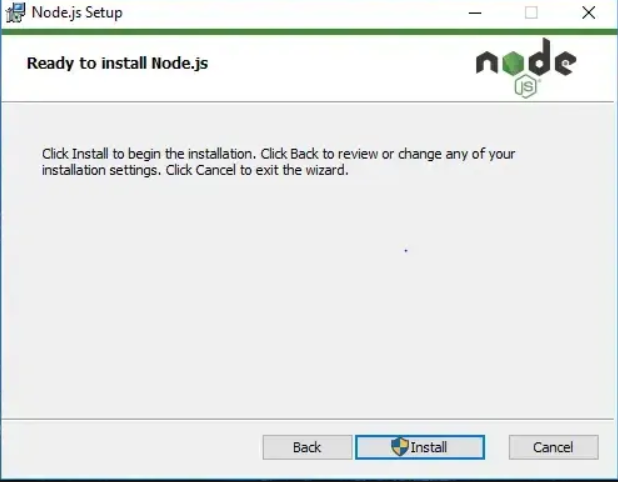 Node.js Setup
Ready to install Node.js
node
JS
Click Install to begin the installation. Click Back to review or change any of your
installation settings. Click Cancel to exit the wizard.
Back Install Cancel